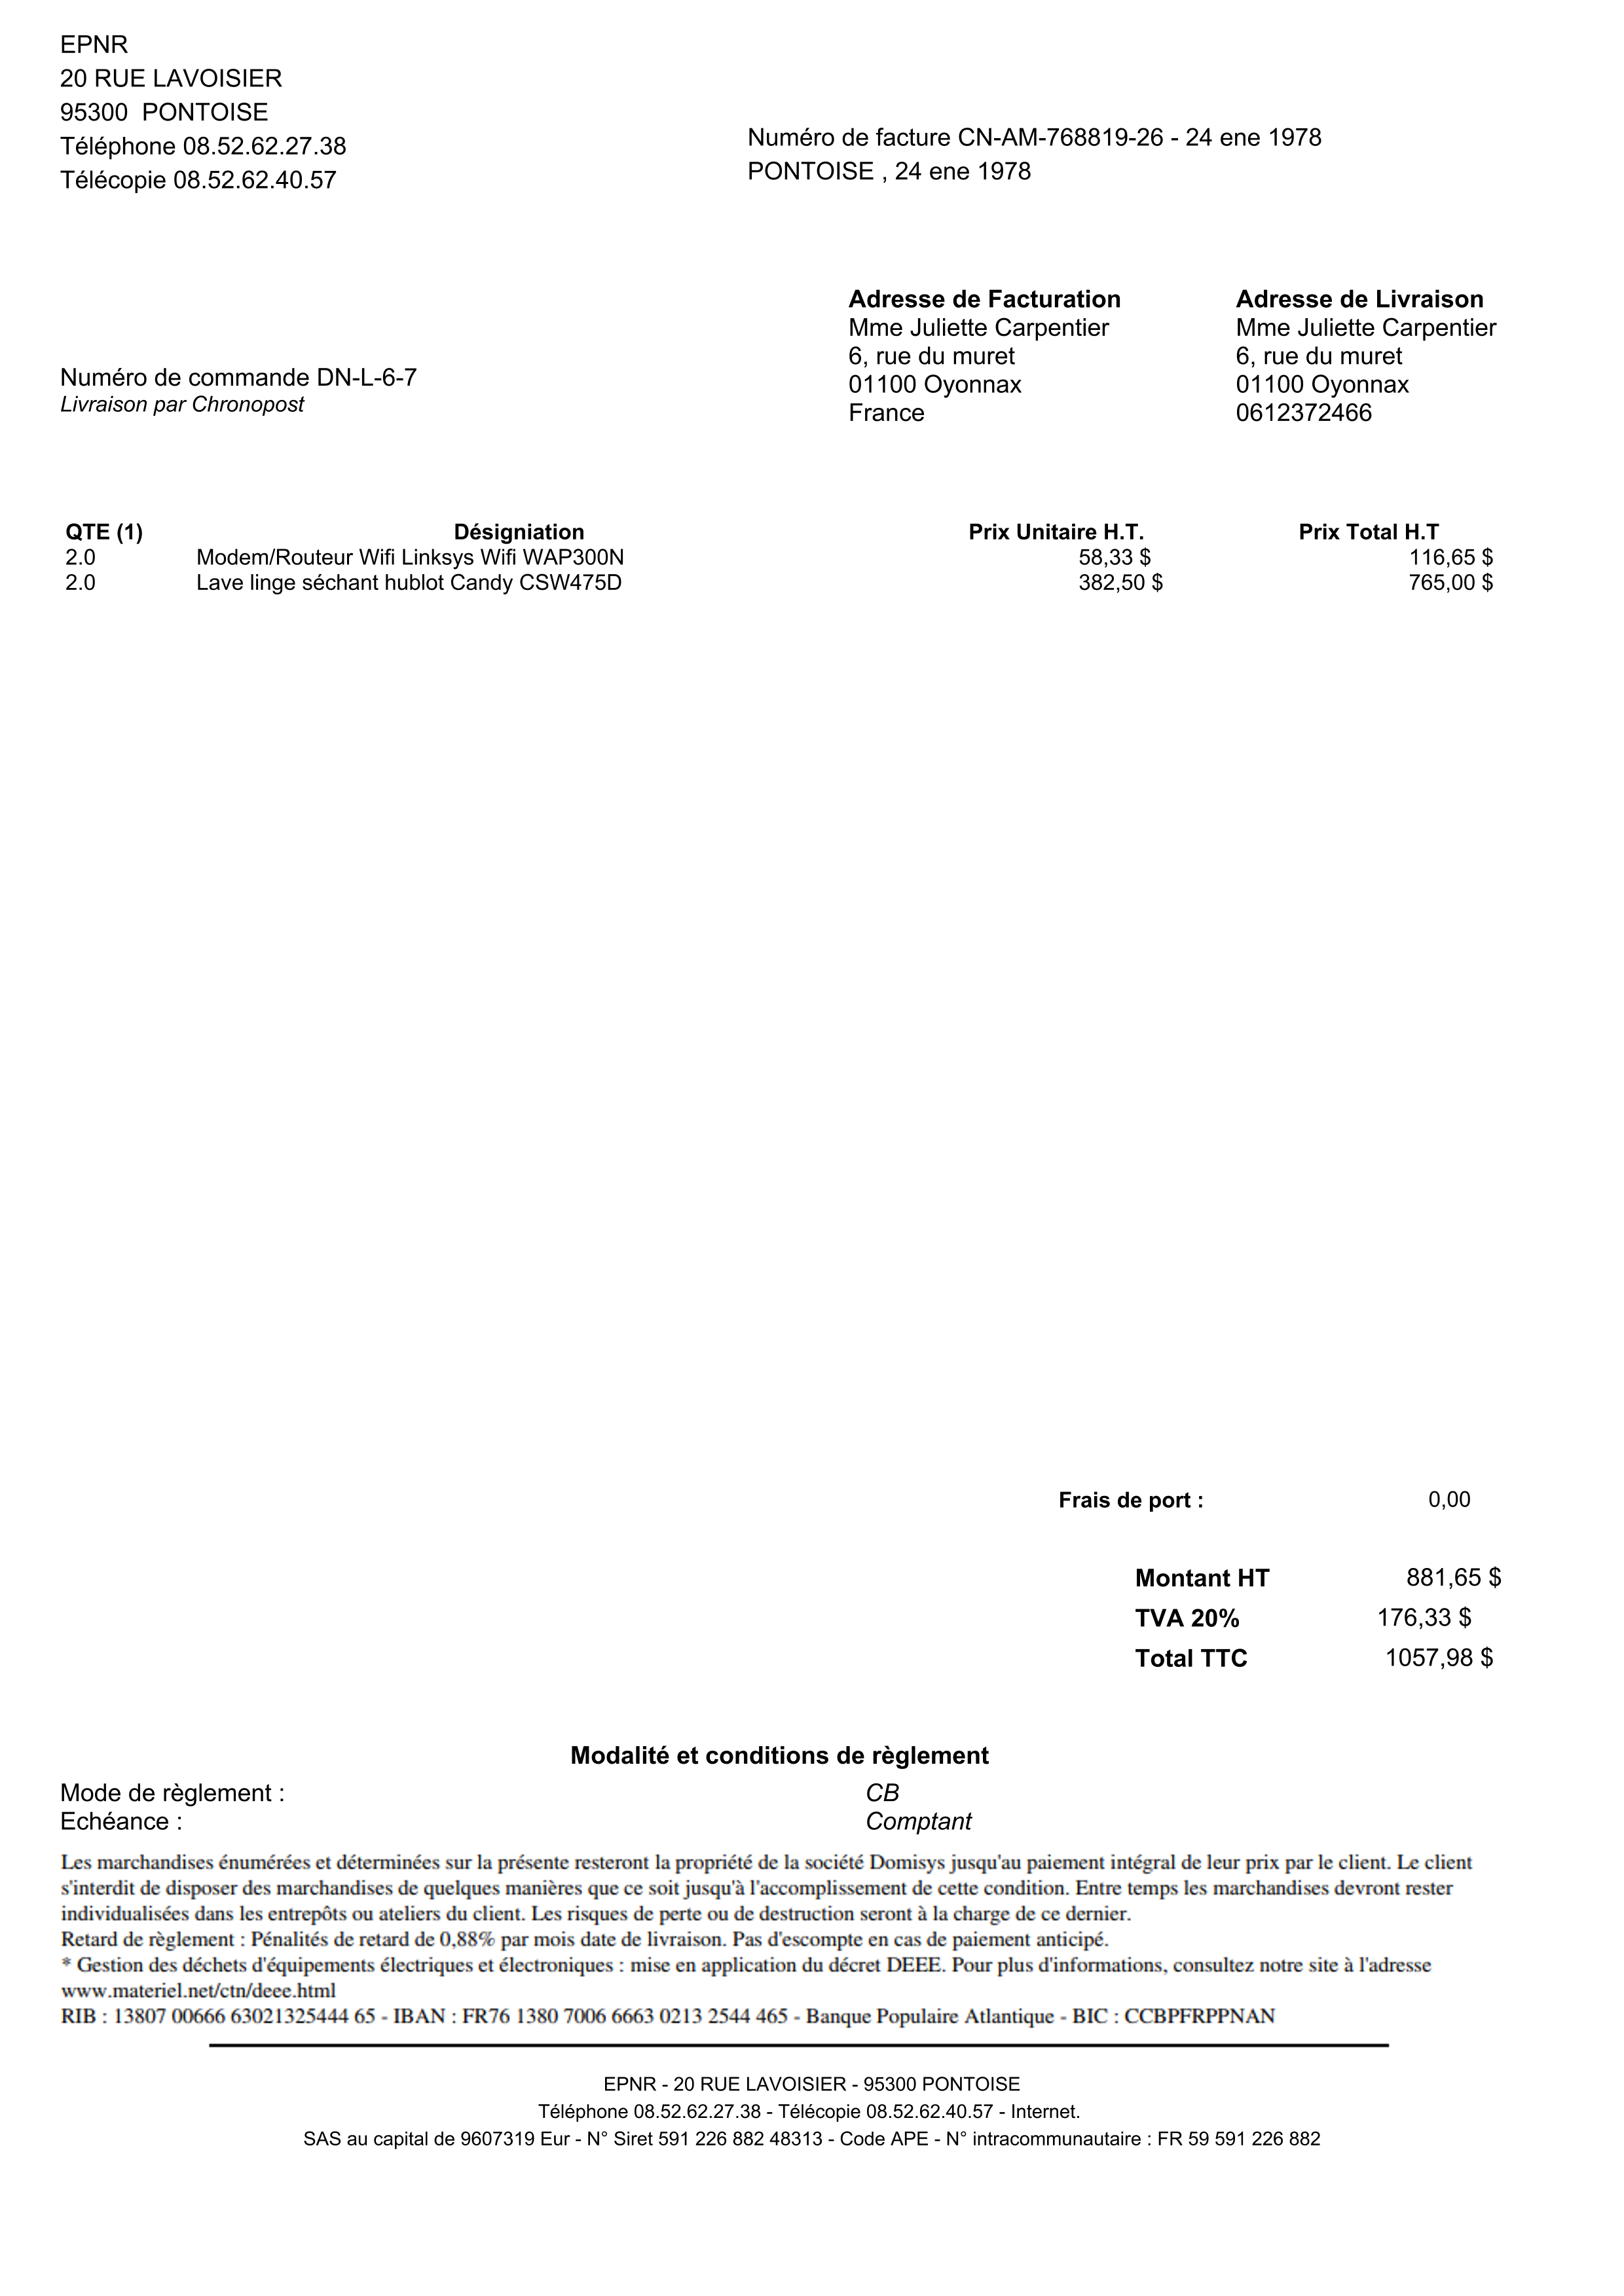 EPNR
20 RUE LAVOISIER
95300 PONTOISE
Téléphone 08.52.62.27.38
Télécopie 08.52.62.40.57
Numéro de facture CN-AM-768819-26 - 24 ene 1978
PONTOISE , 24 ene 1978
Numéro de commande DN-L-6-7
Livraison par Chronopost
Adresse de Facturation
Mme Juliette Carpentier
6, rue du muret
01100 Oyonnax
France
Adresse de Livraison
Mme Juliette Carpentier
6, rue du muret
01100 Oyonnax
0612372466
QTE (1) Désigniation Prix Unitaire H.T. Prix Total H.T
2.0 Modem/Routeur Wifi Linksys Wifi WAP300N 58,33 $ 116,65 $
2.0 Lave linge séchant hublot Candy CSW475D 382,50 $ 765,00 $
Frais de port : 0,00
Montant HT 881,65 $
TVA 20% 176,33 $
Total TTC 1057,98 $
Modalité et conditions de règlement
Mode de règlement : CB
Echéance : Comptant
Les marchandises énumérées et déterminées sur la présente resteront la propriété de la société Domisys jusqu'au paiement intégral de leur prix par le client. Le client
s'interdit de disposer des marchandises de quelques manières que ce soit jusqu'à l'accomplissement de cette condition. Entre temps les marchandises devront rester
individualisées dans les entrepôts ou ateliers du client. Les risques de perte ou de destruction seront à la charge de ce dernier.
Retard de règlement : Pénalités de retard de 0,88% par mois date de livraison. Pas d'escompte en cas de paiement anticipé.
* Gestion des déchets d'équipements électriques et électroniques : mise en application du décret DEEE. Pour plus d'informations, consultez notre site à l'adresse
www.materiel.net/ctn/deee.html
RIB : 13807 00666 63021325444 65 - IBAN : FR76 1380 7006 6663 0213 2544 465 - Banque Populaire Atlantique - BIC : CCBPFRPPNAN
EPNR - 20 RUE LAVOISIER - 95300 PONTOISE
Téléphone 08.52.62.27.38 - Télécopie 08.52.62.40.57 - Internet.
SAS au capital de 9607319 Eur - N° Siret 591 226 882 48313 - Code APE - N° intracommunautaire : FR 59 591 226 882